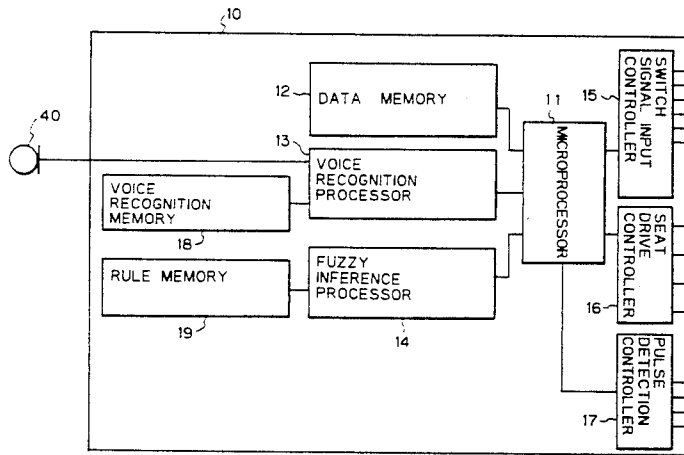 10
12
DATA MEMORY
11
MICROPROCESSOR
15
SWITCH
SIGNAL INPUT
CONTROLLER
40
13
VOICE
RECOGNITION
PROCESSOR
VOICE
RECOGNITION
MEMORY
18
SEAT
DRIVE
CONTROLLER
16
RULE MEMORY
19
FUZZY
INFERENCE
PROCESSOR
14
PULSE
DETECTION
CONTROLLER
17